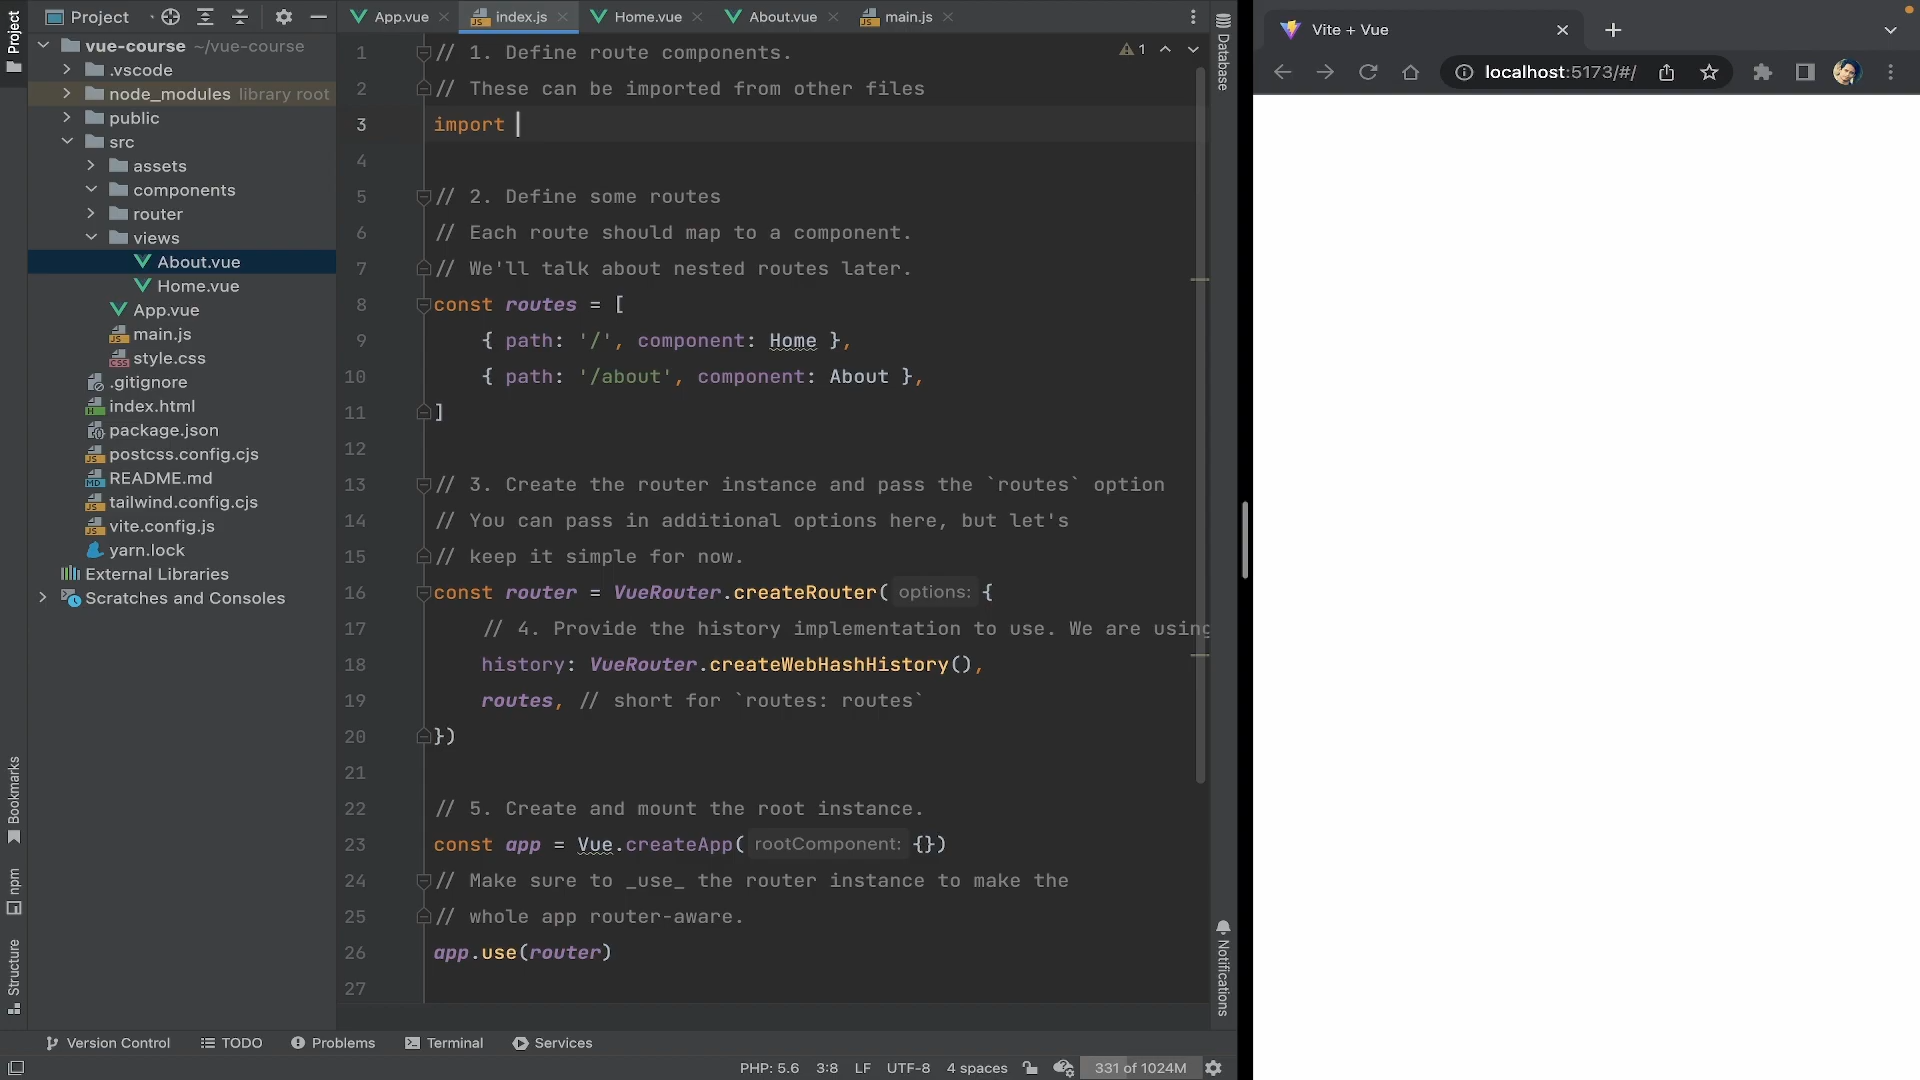 Project
App.vue
index.js
Home.vue
About.vue
main.js
Vite + Vue
localhost:5173/#/
Project
Bookmarks
npm
Structure
vue-course ~/vue-course
.vscode
node_modules library root
public
src
assets
components
router
views
About.vue
Home.vue
App.vue
main.js
style.css
.gitignore
index.html
package.json
postcss.config.cjs
README.md
tailwind.config.cjs
vite.config.js
yarn.lock
External Libraries
Scratches and Consoles
1 // 1. Define route components.
2 // These can be imported from other files
3 import
4
5 // 2. Define some routes
6 // Each route should map to a component.
7 // We'll talk about nested routes later.
8 const routes = [
9 { path: '/', component: Home },
10 { path: '/about', component: About },
11 ]
12
13 // 3. Create the router instance and pass the `routes` option
14 // You can pass in additional options here, but let's
15 // keep it simple for now.
16 const router = VueRouter.createRouter( options: {
17 // 4. Provide the history implementation to use. We are using
18 history: VueRouter.createWebHashHistory(),
19 routes, // short for `routes: routes`
20 })
21
22 // 5. Create and mount the root instance.
23 const app = Vue.createApp( rootComponent: {})
24 // Make sure to _use_ the router instance to make the
25 // whole app router-aware.
26 app.use(router)
27
1
Database
Notifications
Version Control
TODO
Problems
Terminal
Services
PHP: 5.6 3:8 LF UTF-8 4 spaces 331 of 1024M